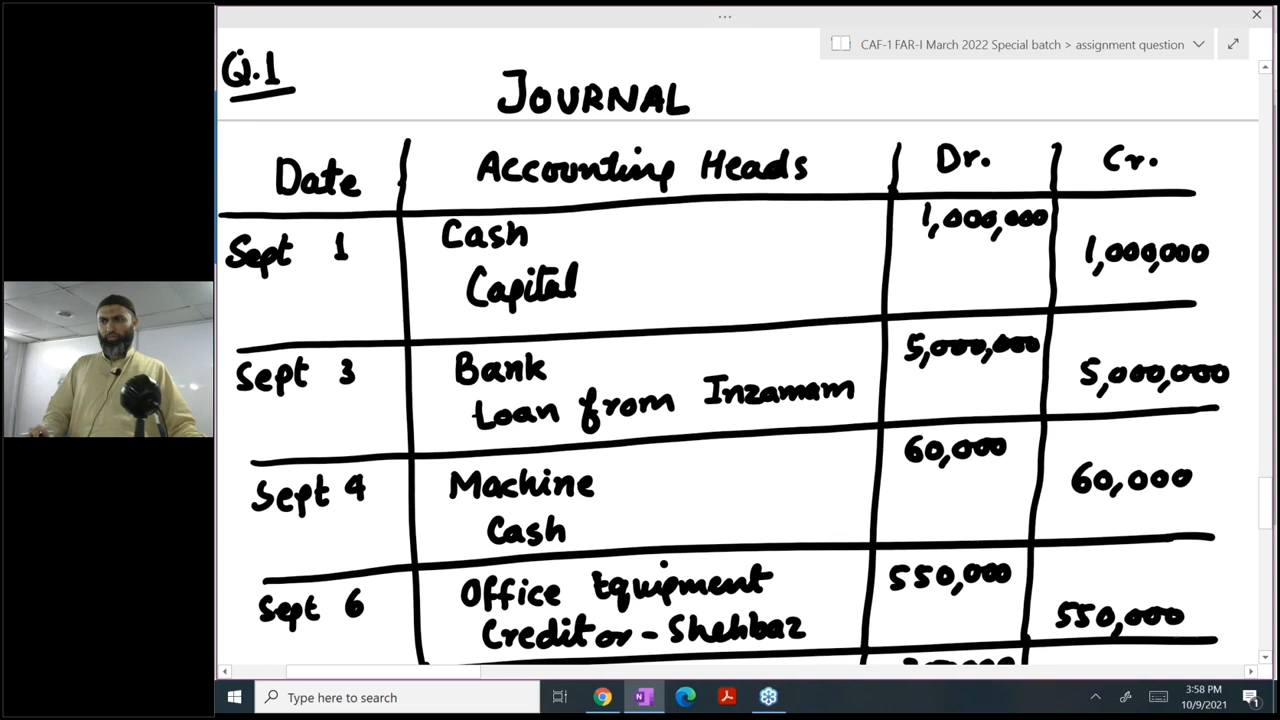 CAF-1 FAR-I March 2022 Special batch > assignment question
Q.1
JOURNAL
Date Accounting Heads Dr. Cr.
Sept 1 Cash 1,000,000
Capital 1,000,000
Sept 3 Bank 5,000,000
Loan from Inzamam 5,000,000
Sept 4 Machine 60,000
Cash 60,000
Sept 6 Office Equipment 550,000
Creditor - Shehbaz 550,000
Type here to search
3:58 PM
10/9/2021
1